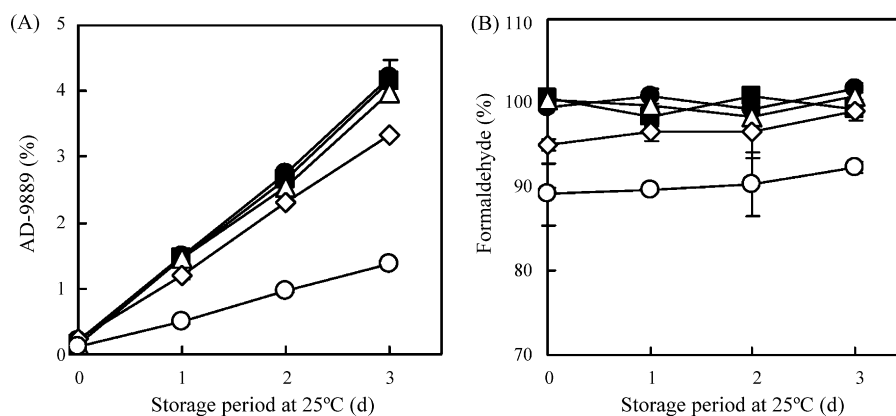 (A)
5
4
3
2
1
0
AD-9889 (%)
0 1 2 3
Storage period at 25ºC (d)
(B)
110
100
90
80
70
Formaldehyde (%)
0 1 2 3
Storage period at 25ºC (d)